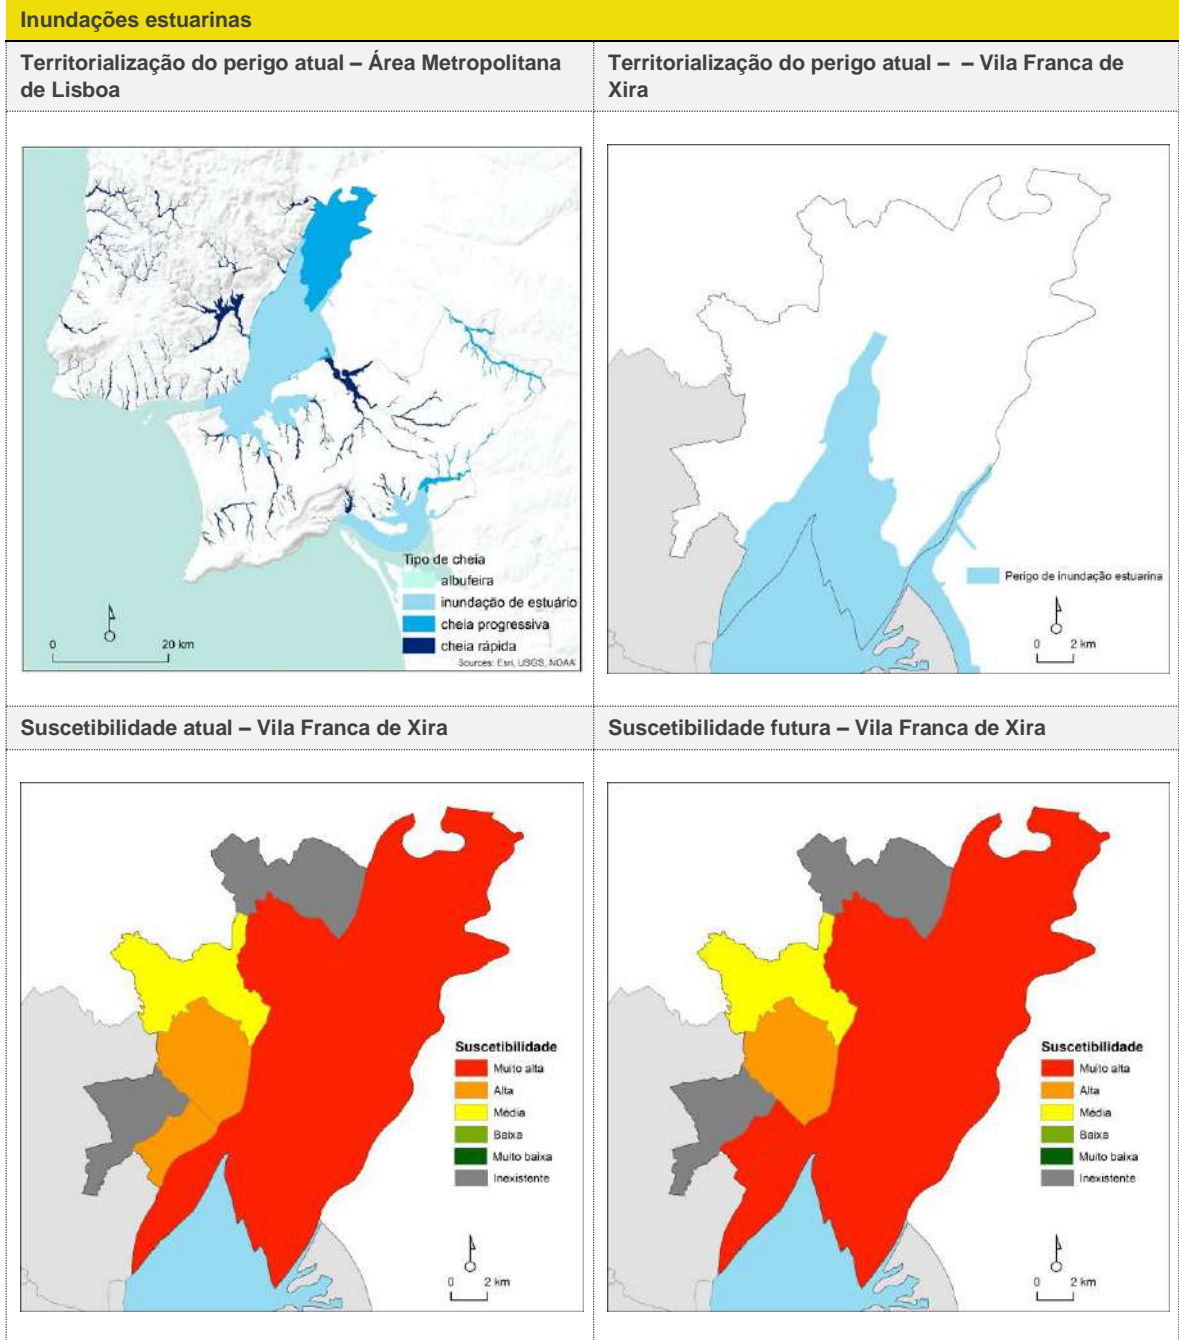 Inundações estuarinas
Territorialização do perigo atual – Área Metropolitana
de Lisboa
Territorialização do perigo atual – – Vila Franca de
Xira
Tipo de cheia
albufeira
inundação de estuário
cheia progressiva
cheia rápida
Sources: Esri, USGS, NOAA
0 20 km
Perigo de inundação estuarina
0 2 km
Suscetibilidade atual – Vila Franca de Xira
Suscetibilidade futura – Vila Franca de Xira
Suscetibilidade
Muito alta
Alta
Média
Baixa
Muito baixa
Inexistente
0 2 km
Suscetibilidade
Muito alta
Alta
Média
Baixa
Muito baixa
Inexistente
0 2 km